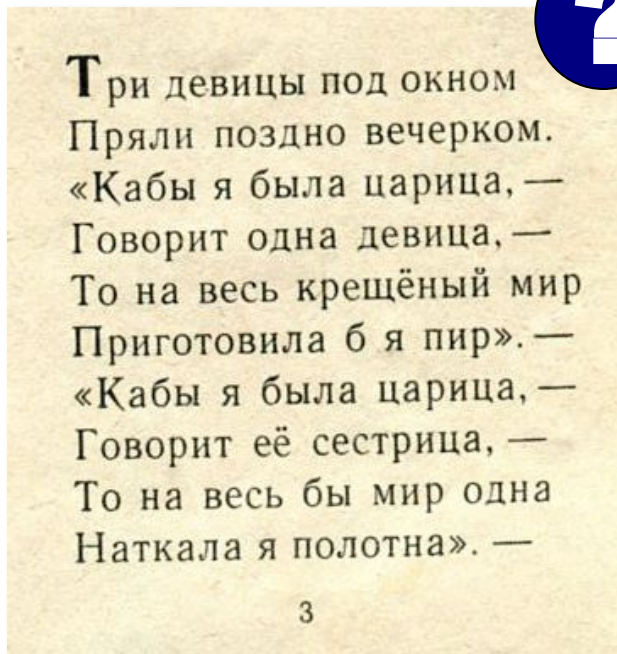 Три девицы под окном
Пряли поздно вечерком.
«Кабы я была царица, —
Говорит одна девица, —
То на весь крещёный мир
Приготовила б я пир». —
«Кабы я была царица, —
Говорит её сестрица, —
То на весь бы мир одна
Наткала я полотна». —
3